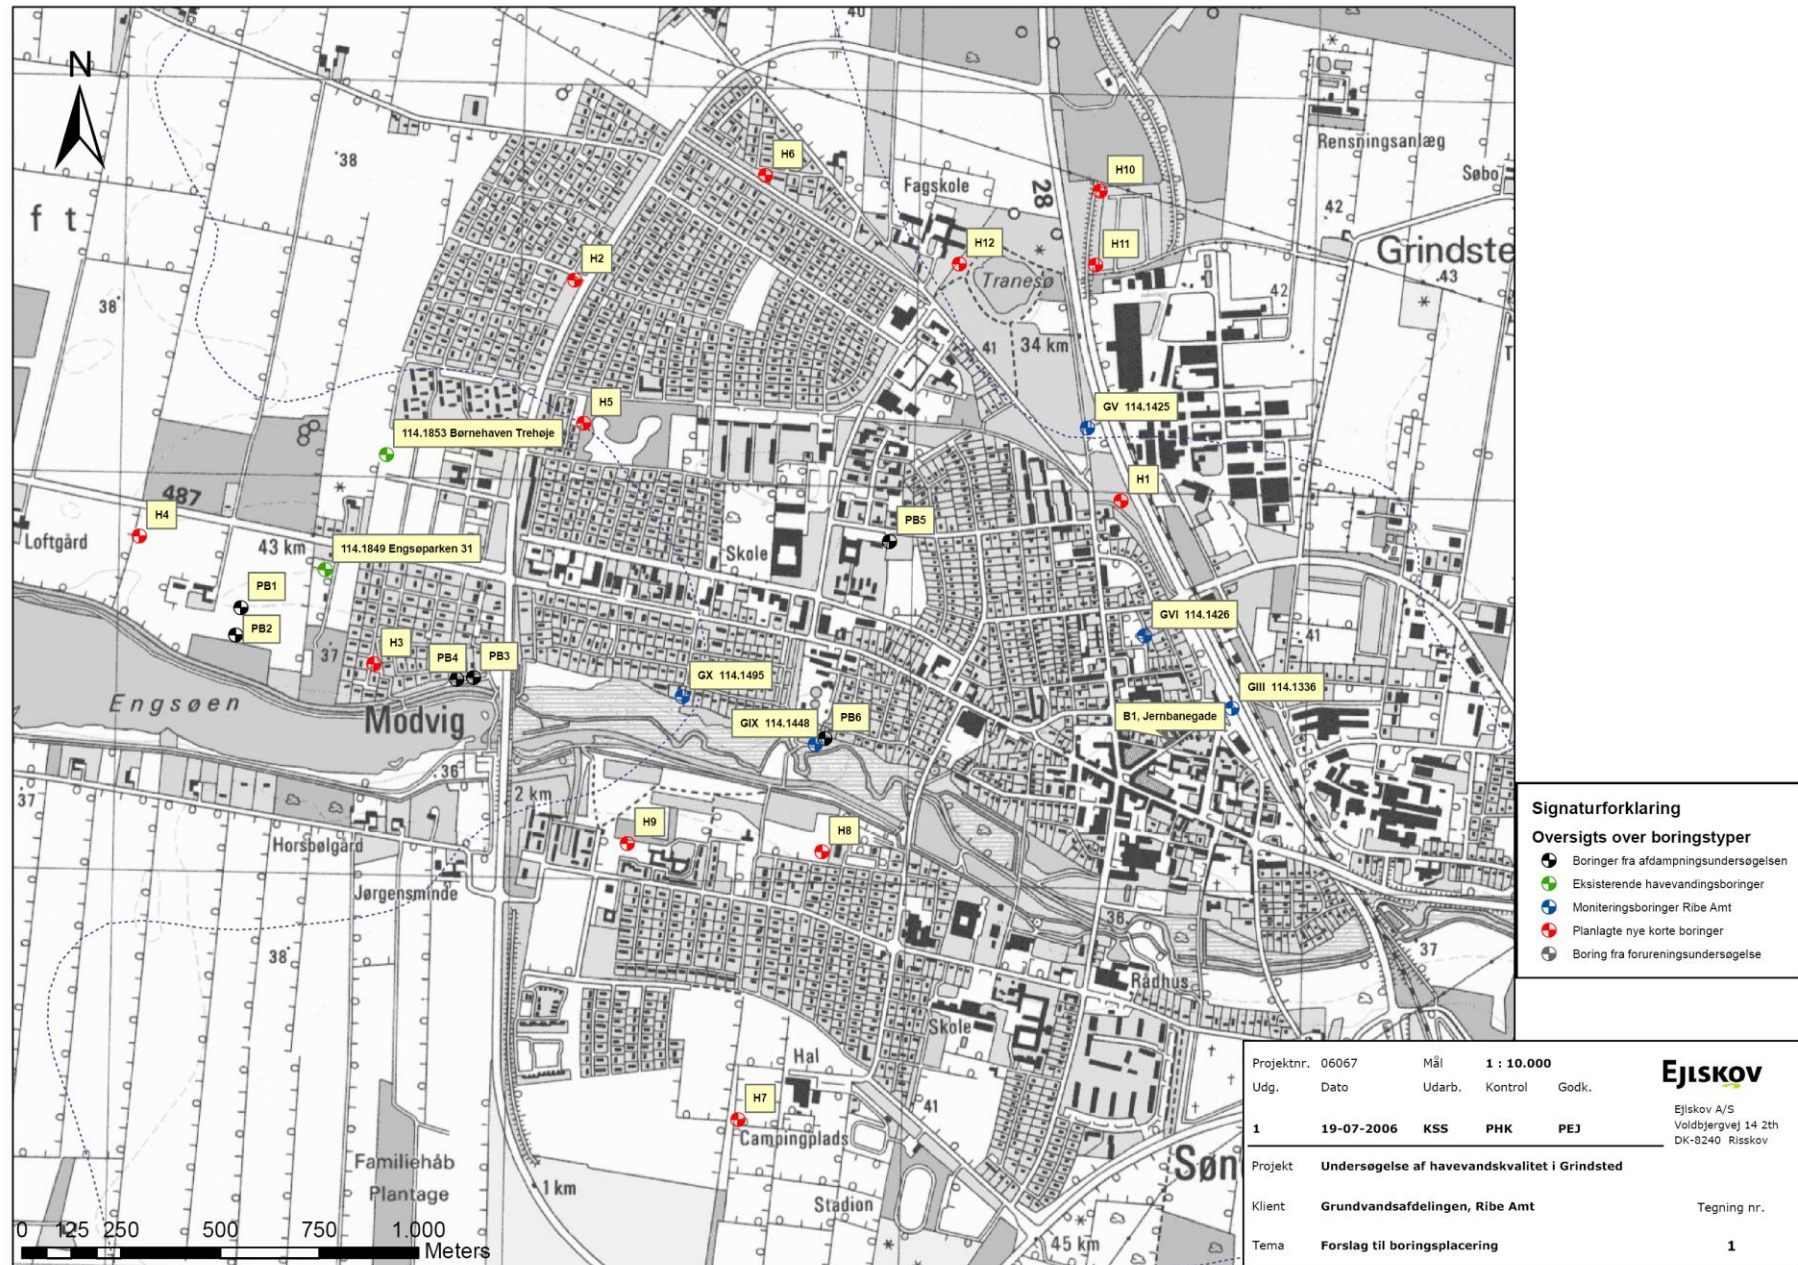 N
40
38
f t
38
H6
Fagskole
28
H10
Rensningsanlæg
Søbo
42
Grindste
43
H12
H11
Tranesø
42
H2
41
34 km
H5
GV 114.1425
114.1853 Børnehaven Trehøje
H1
487
H4
Loftgård
43 km
114.1849 Engsøparken 31
Skole
PB5
PB1
PB2
GVI 114.1426
41
37
H3
PB4
PB3
Engsøen
Modvig
GX 114.1495
GIX 114.1448
PB6
GIII 114.1336
B1, Jernbanegade
36
37
2 km
Horsbølgård
H9
H8
Jørgensminde
38
36
37
Rådhus
Skole
Hal
H7
41
Campingplads
Familiehåb
Plantage
1 km
Stadion
Søn
45 km
0 125 250 500 750 1.000
Meters
Signaturforklaring
Oversigts over boringstyper
Boringer fra afdampningsundersøgelsen
Eksisterende havevandingsboringer
Moniteringsboringer Ribe Amt
Planlagte nye korte boringer
Boring fra forureningsundersøgelse
Projektnr. 06067 Mål 1 : 10.000
Udg. Dato Udarb. Kontrol Godk.
1 19-07-2006 KSS PHK PEJ
EJLSKOV
Ejlskov A/S
Voldbjergvej 14 2th
DK-8240 Risskov
Projekt Undersøgelse af havevandskvalitet i Grindsted
Klient Grundvandsafdelingen, Ribe Amt
Tegning nr.
Tema Forslag til boringsplacering 1